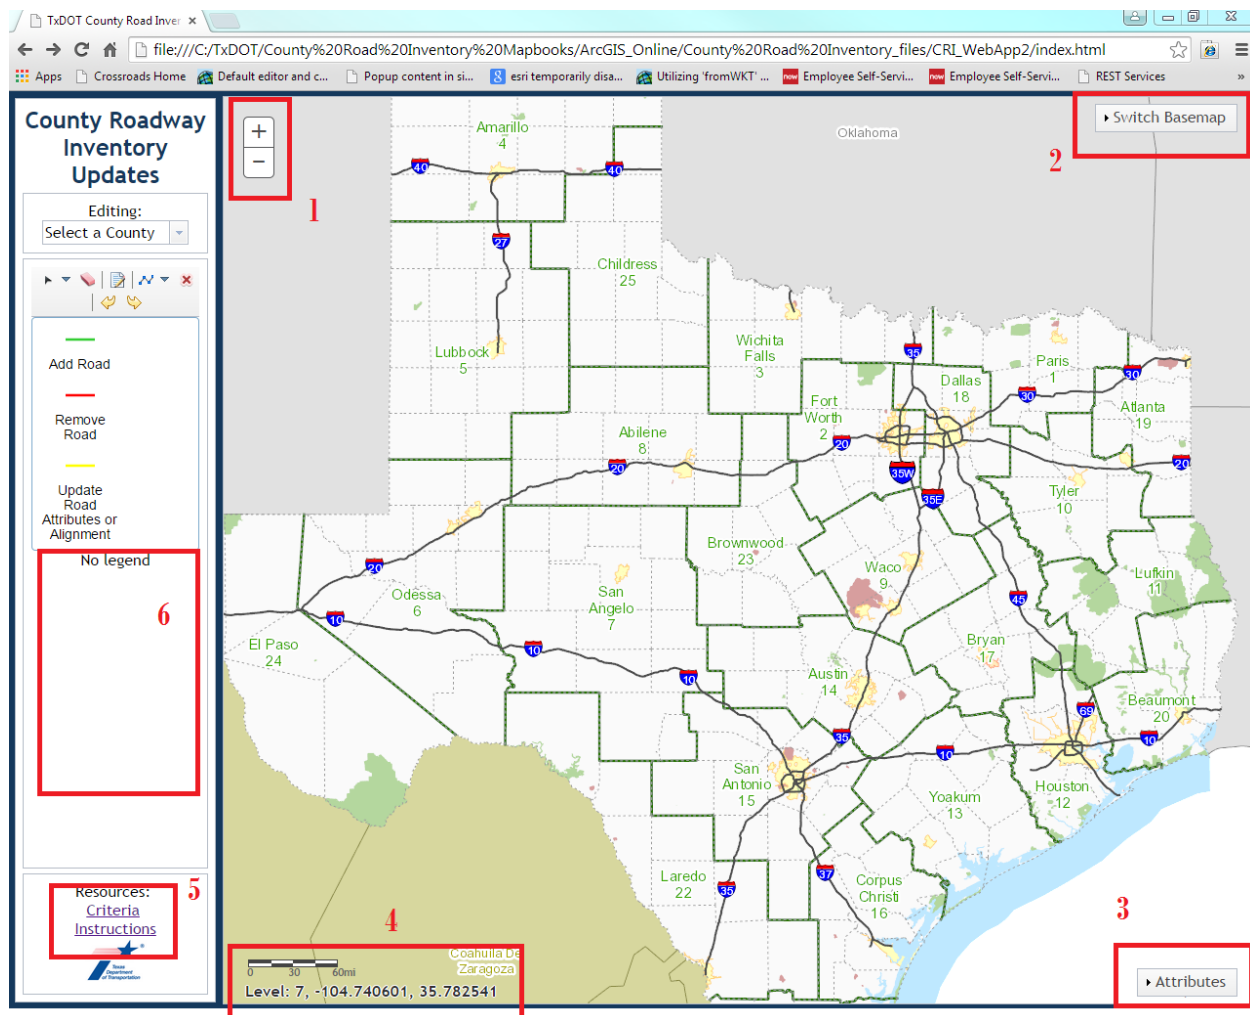 TxDOT County Road Inver
file:///C:/TxDOT/County%20Road%20Inventory%20Mapbooks/ArcGIS_Online/County%20Road%20Inventory_files/CRI_WebApp2/index.html
Apps
Crossroads Home
Default editor and c...
Popup content in si...
esri temporarily disa...
Utilizing 'fromWKT' ...
Employee Self-Servi...
Employee Self-Servi...
REST Services
»
County Roadway
Inventory
Updates
Editing:
Select a County
Add Road
Remove
Road
Update
Road
Attributes or
Alignment
No legend
6
Resources:
Criteria
Instructions
5
Texas
Department
of Transportation
+
−
1
Switch Basemap
2
Oklahoma
Amarillo
4
40
40
27
Childress
25
Lubbock
5
Wichita
Falls
3
35
Paris
1
30
30
Dallas
18
Fort
Worth
2
Atlanta
19
Abilene
8
20
20
20
35W
35E
Tyler
10
Brownwood
23
Waco
9
Lufkin
11
20
Odessa
6
San
Angelo
7
45
10
El Paso
24
10
Bryan
17
10
Austin
14
69
Beaumont
20
10
35
10
San
Antonio
15
Yoakum
13
Houston
12
Laredo
22
35
37
Corpus
Christi
16
4
3
Coahuila De
Zaragoza
0 30 60mi
Level: 7, -104.740601, 35.782541
Attributes